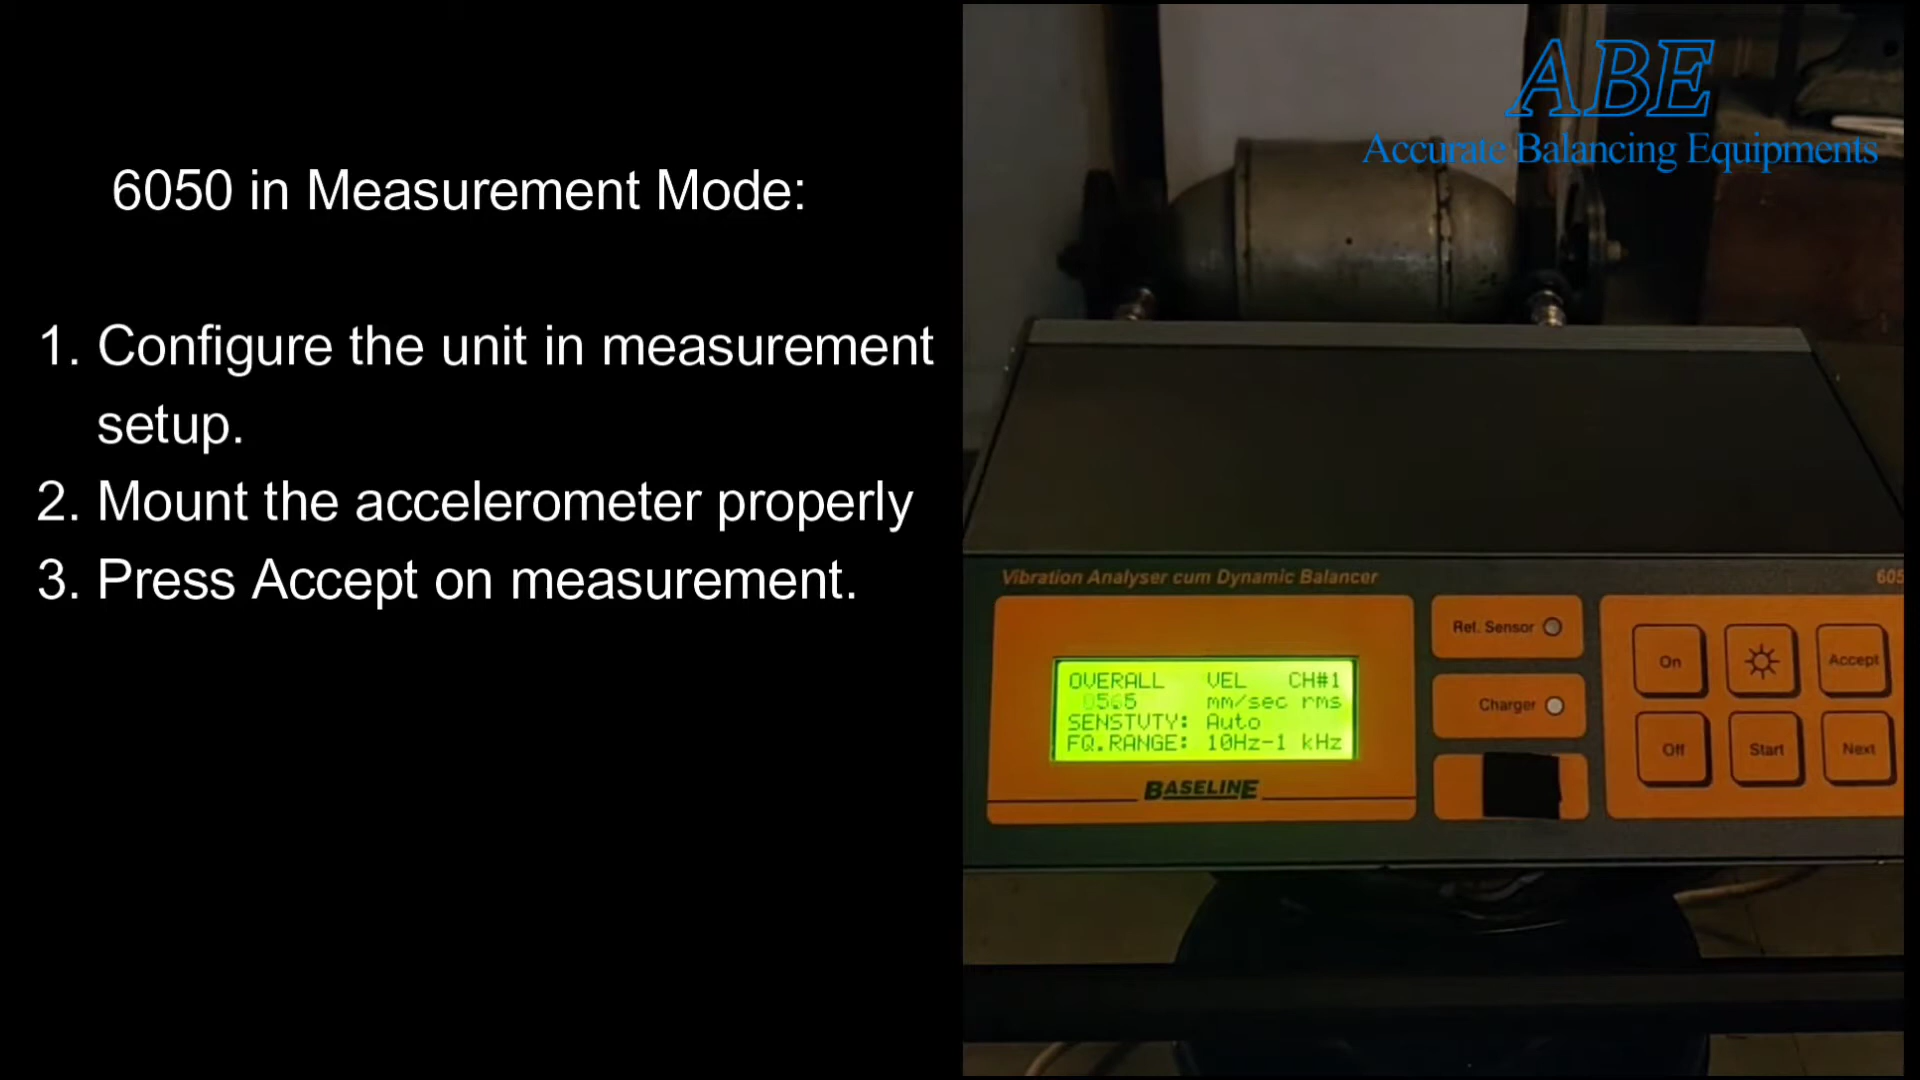 6050 in Measurement Mode:
1. Configure the unit in measurement
setup.
2. Mount the accelerometer properly
3. Press Accept on measurement.
ABE
Accurate Balancing Equipments
Vibration Analyser cum Dynamic Balancer
OVERALL VEL CH#1
mm/sec rms
SENSTVTY: Auto
FQ.RANGE: 10Hz-1 kHz
BASELINE
Ref. Sensor
Charger
On
Accept
Off
Start
Next